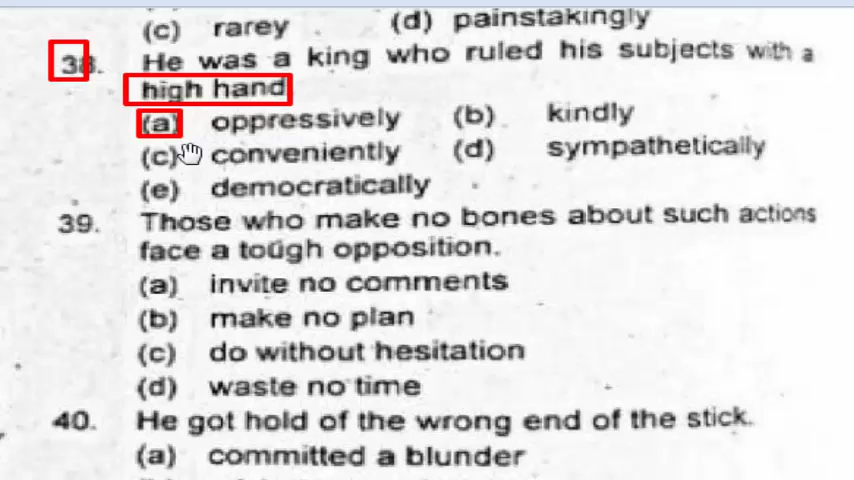 (c) rarey (d) painstakingly
38. He was a king who ruled his subjects with a
high hand
(a) oppressively (b) kindly
(c) conveniently (d) sympathetically
(e) democratically
39. Those who make no bones about such actions
face a tough opposition.
(a) invite no comments
(b) make no plan
(c) do without hesitation
(d) waste no time
40. He got hold of the wrong end of the stick.
(a) committed a blunder